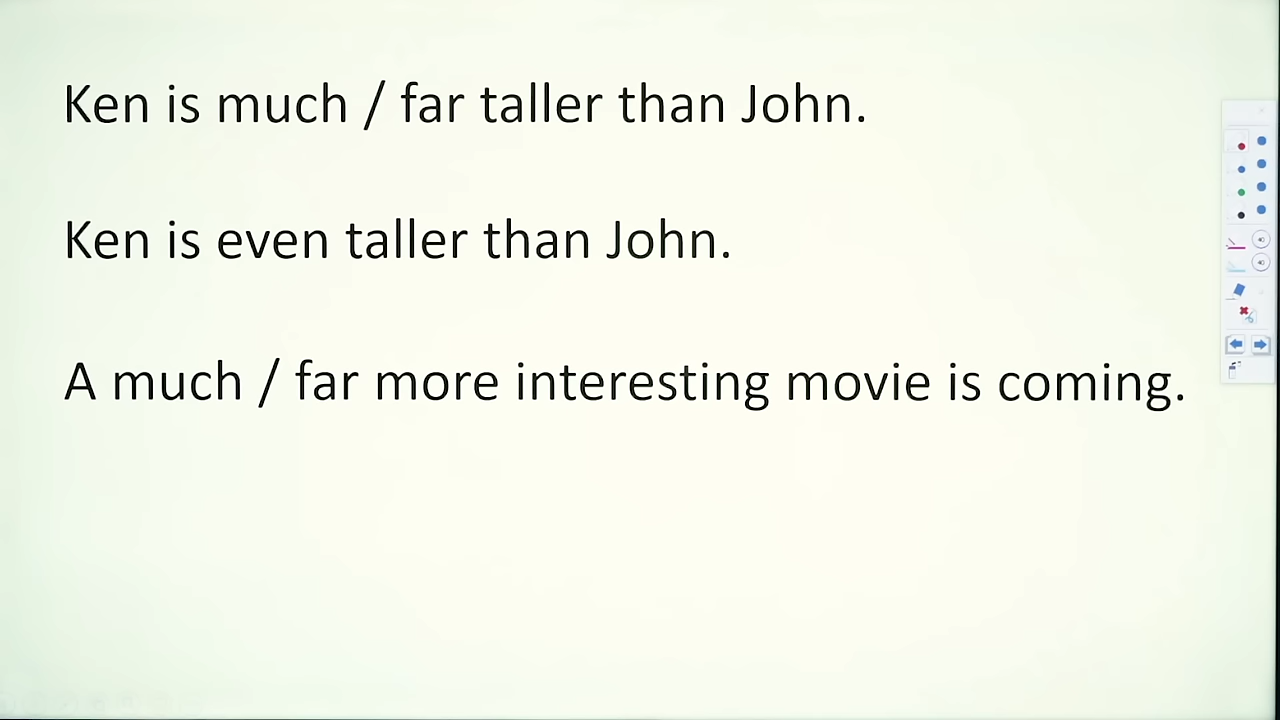 Ken is much / far taller than John.
Ken is even taller than John.
A much / far more interesting movie is coming.